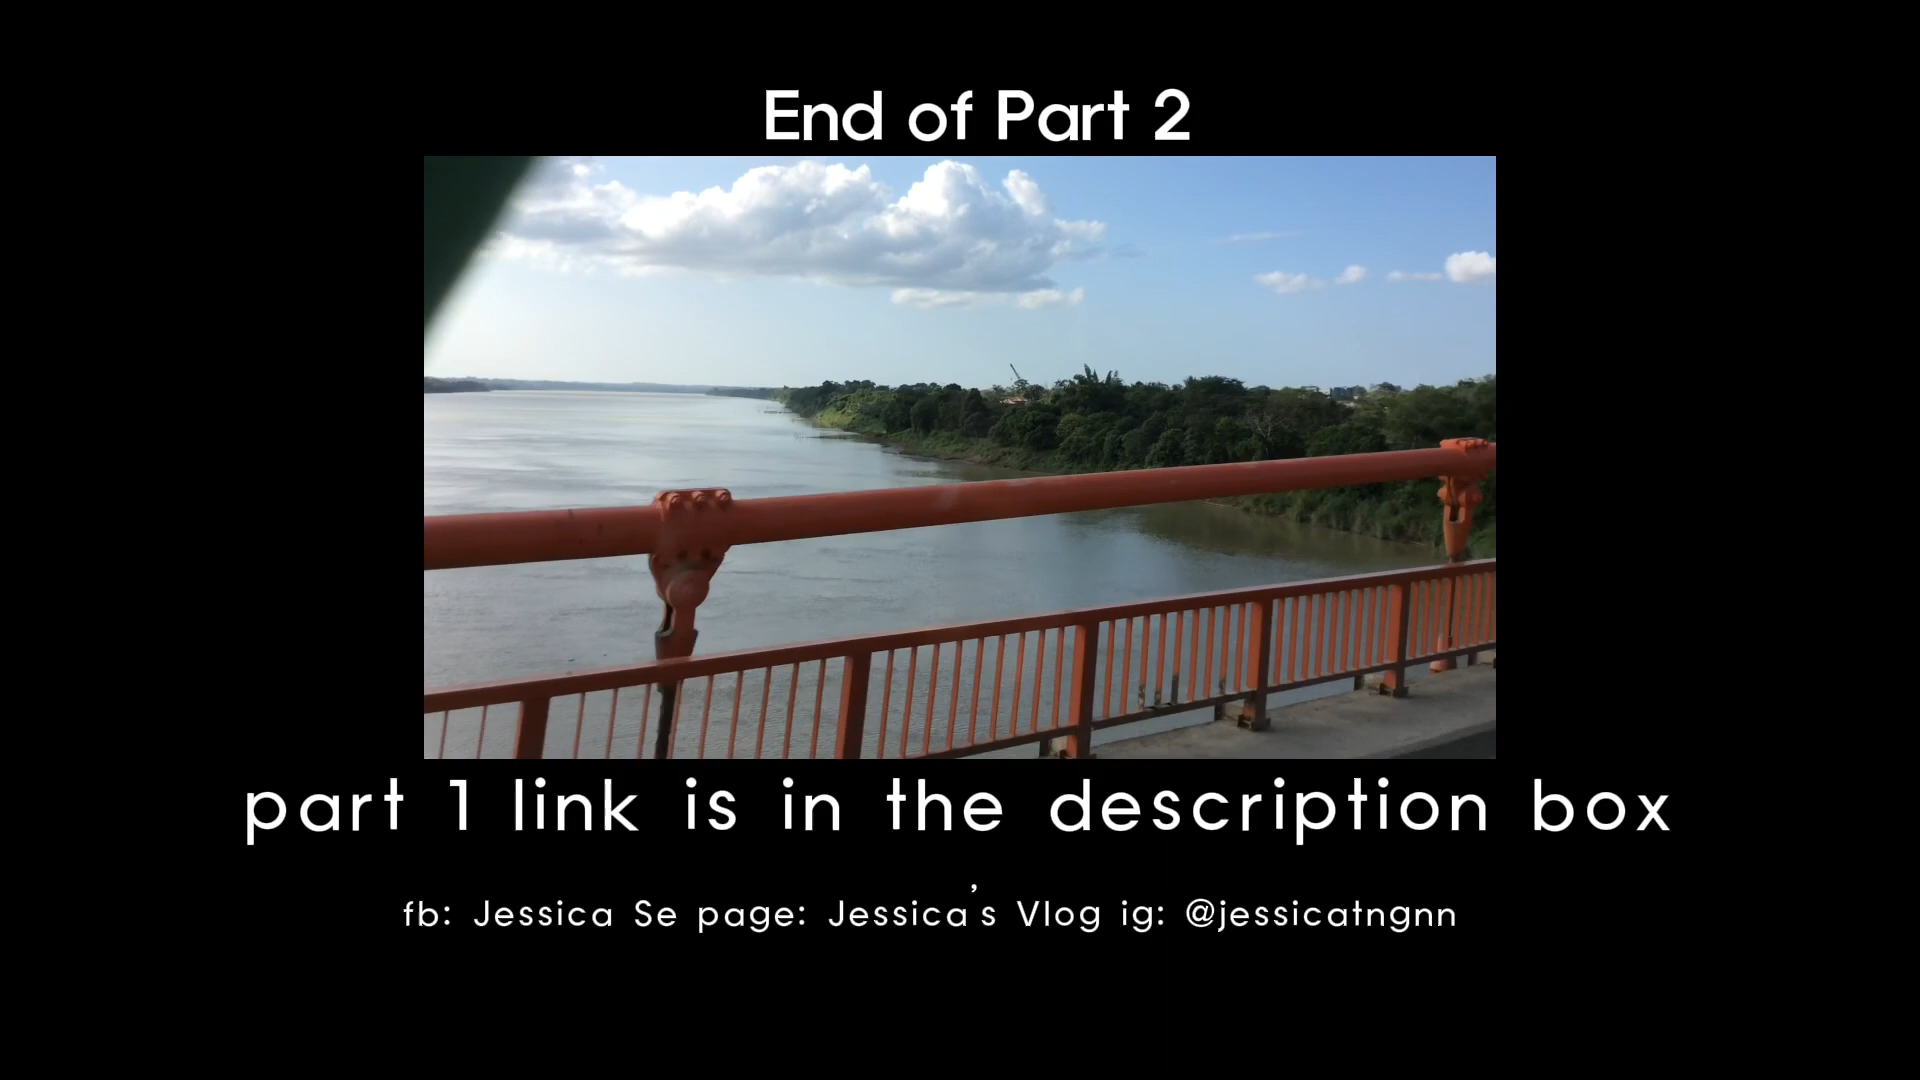 End of Part 2
part 1 link is in the description box
fb: Jessica Se page: Jessica's Vlog ig: @jessicatngnn